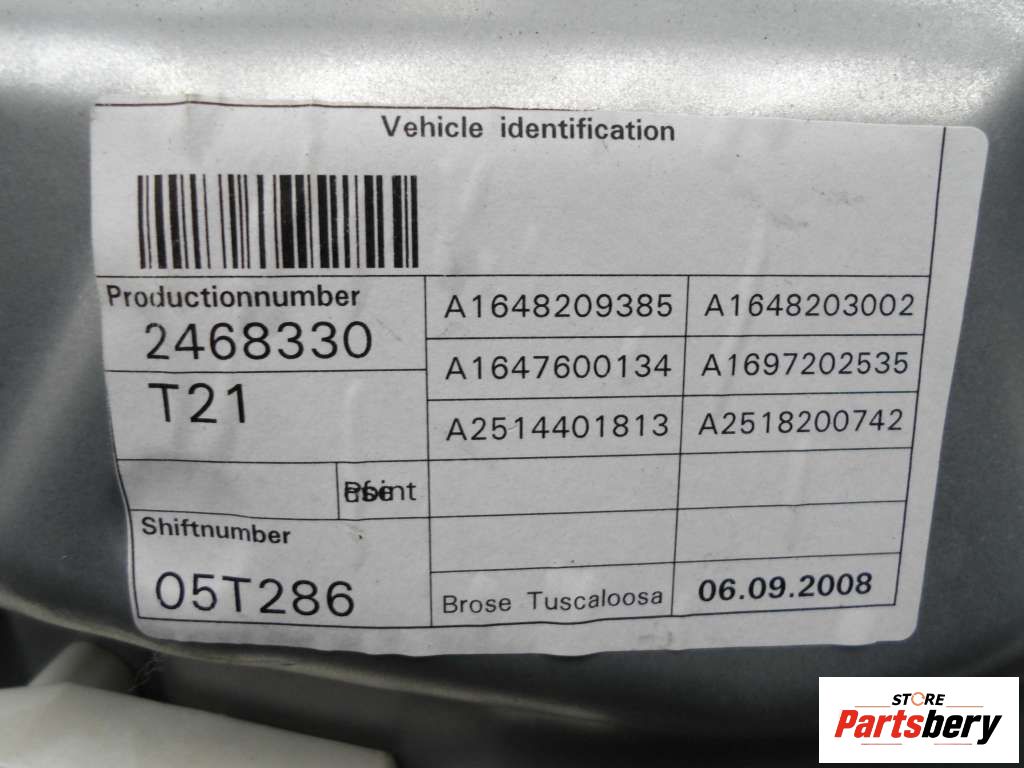 Vehicle identification
Productionnumber
2468330
T21
A1648209385 A1648203002
A1647600134 A1697202535
A2514401813 A2518200742
Shiftnumber
05T286
Brose Tuscaloosa 06.09.2008
STORE
Partsbery